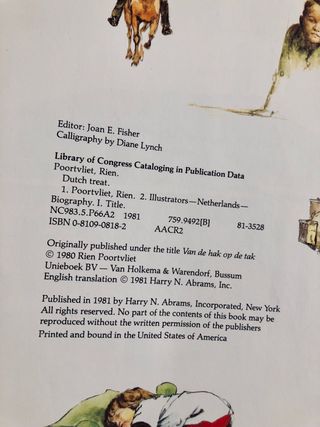 Editor: Joan E. Fisher
Calligraphy by Diane Lynch
Library of Congress Cataloging in Publication Data
Poortvliet, Rien.
Dutch treat.
1. Poortvliet, Rien. 2. Illustrators—Netherlands—
Biography. I. Title.
NC983.5.P66A2 1981 759.9492[B] 81-3528
ISBN 0-8109-0818-2 AACR2
Originally published under the title Van de hak op de tak
© 1980 Rien Poortvliet
Unieboek BV — Van Holkema & Warendorf, Bussum
English translation © 1981 Harry N. Abrams, Inc.
Published in 1981 by Harry N. Abrams, Incorporated, New York
All rights reserved. No part of the contents of this book may be
reproduced without the written permission of the publishers
Printed and bound in the United States of America